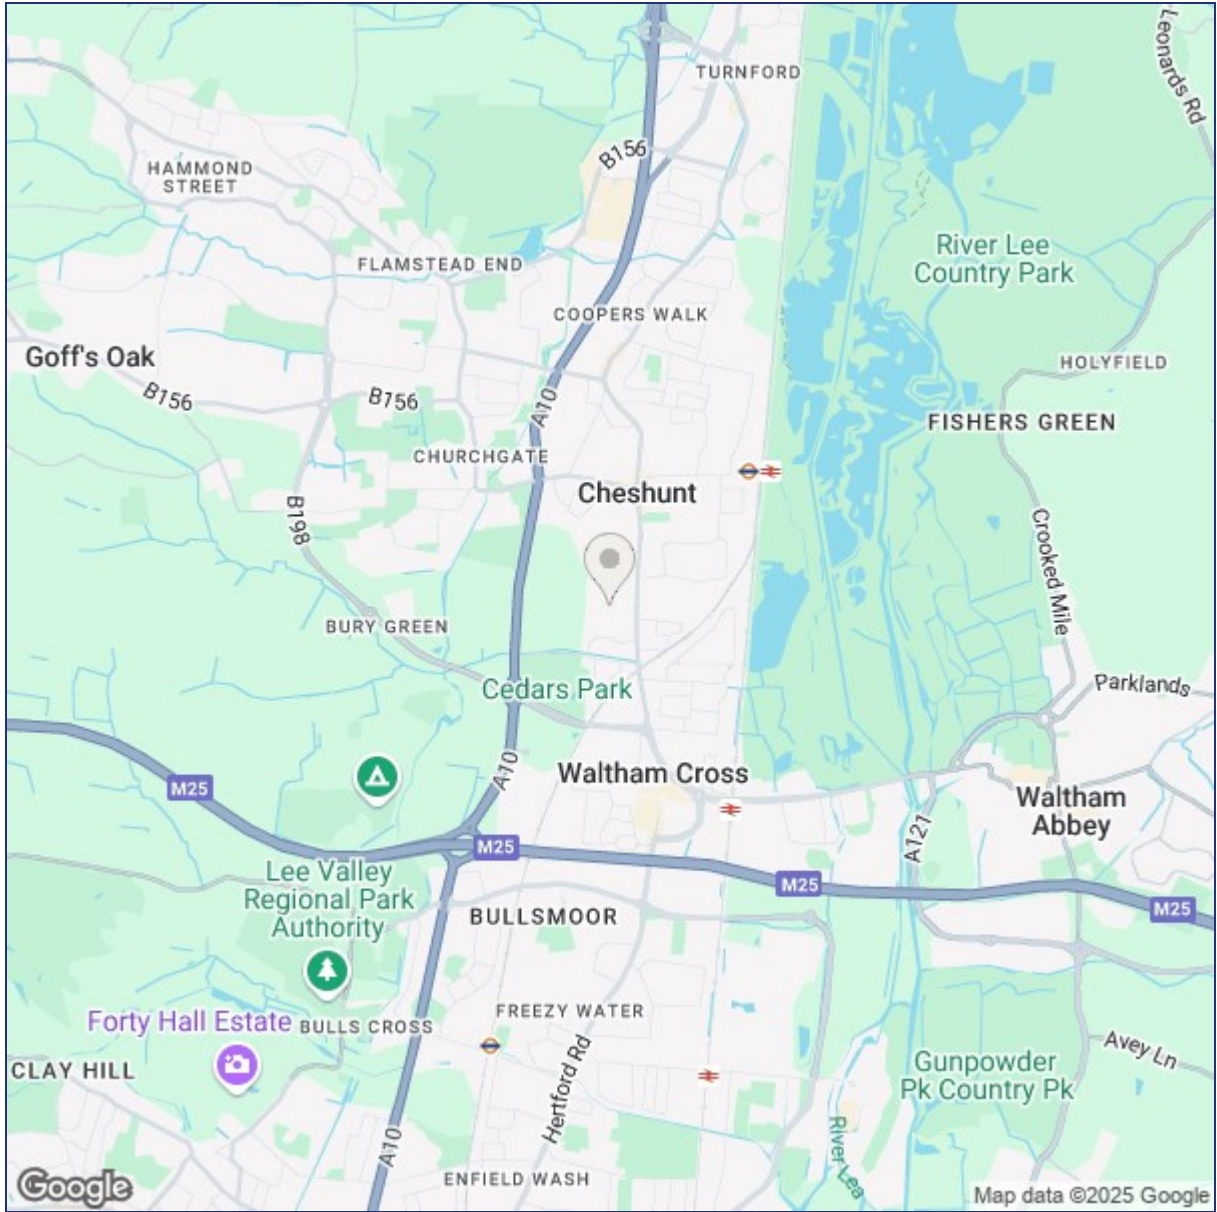 Leonards Rd
TURNFORD
B156
HAMMOND
STREET
River Lee
Country Park
FLAMSTEAD END
COOPERS WALK
Goff's Oak
HOLYFIELD
B156
B156
A10
FISHERS GREEN
CHURCHGATE
Cheshunt
B198
Crooked Mile
BURY GREEN
Cedars Park
Parklands
A10
Waltham Cross
M25
Waltham
Abbey
A121
M25
Lee Valley
Regional Park
Authority
M25
M25
BULLSMOOR
FREEZY WATER
Forty Hall Estate
BULLS CROSS
Hertford Rd
Avey Ln
CLAY HILL
Gunpowder
Pk Country Pk
A10
River Lea
ENFIELD WASH
Google
Map data ©2025 Google